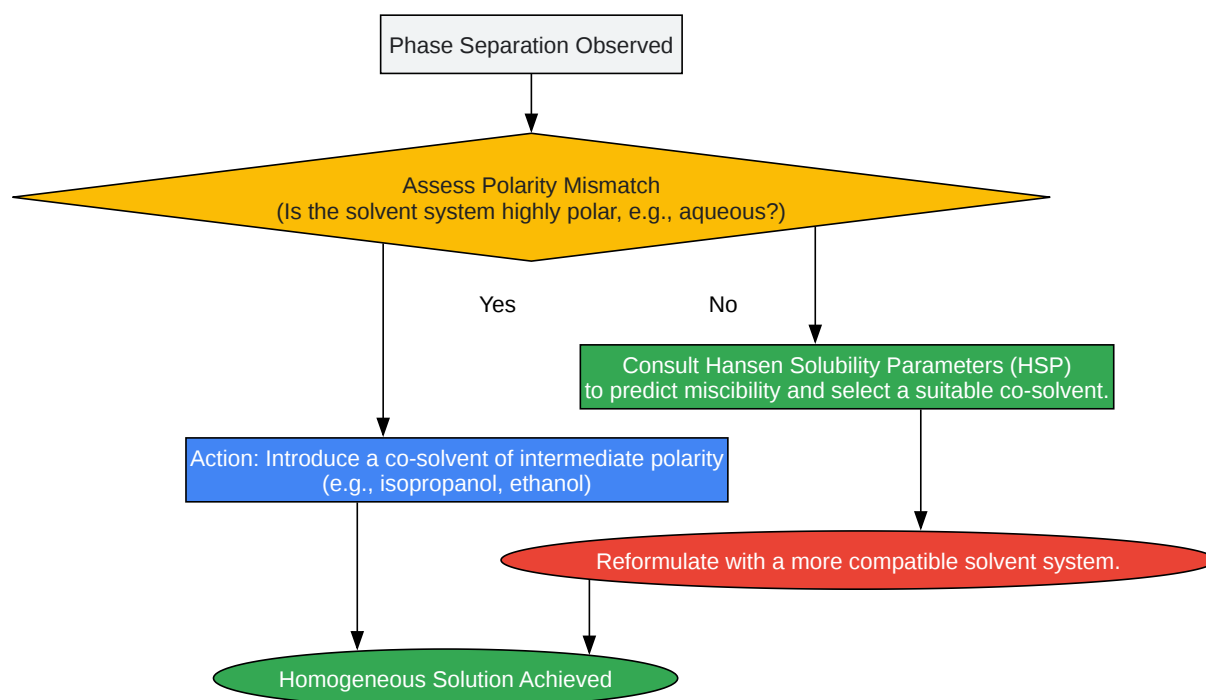 Phase Separation Observed
Assess Polarity Mismatch
(Is the solvent system highly polar, e.g., aqueous?)
Yes
No
Consult Hansen Solubility Parameters (HSP)
to predict miscibility and select a suitable co-solvent.
Action: Introduce a co-solvent of intermediate polarity
(e.g., isopropanol, ethanol)
Reformulate with a more compatible solvent system.
Homogeneous Solution Achieved